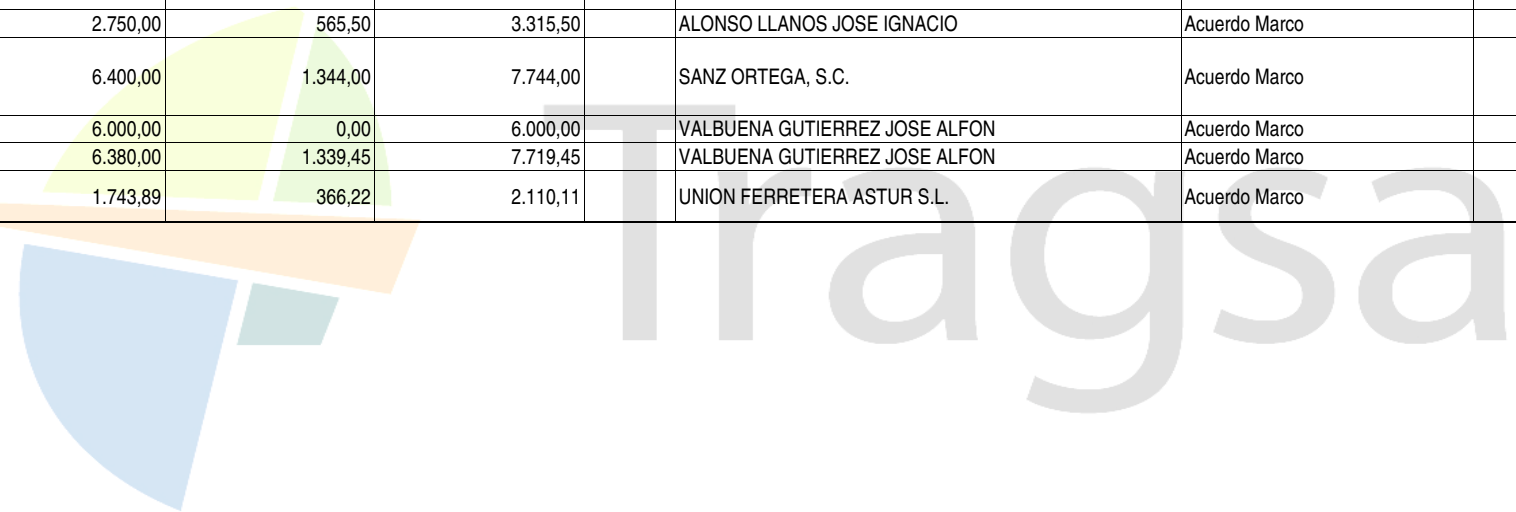 2.750,00 565,50 3.315,50 ALONSO LLANOS JOSE IGNACIO Acuerdo Marco
6.400,00 1.344,00 7.744,00 SANZ ORTEGA, S.C. Acuerdo Marco
6.000,00 0,00 6.000,00 VALBUENA GUTIERREZ JOSE ALFON Acuerdo Marco
6.380,00 1.339,45 7.719,45 VALBUENA GUTIERREZ JOSE ALFON Acuerdo Marco
1.743,89 366,22 2.110,11 UNION FERRETERA ASTUR S.L. Acuerdo Marco
Tragsa